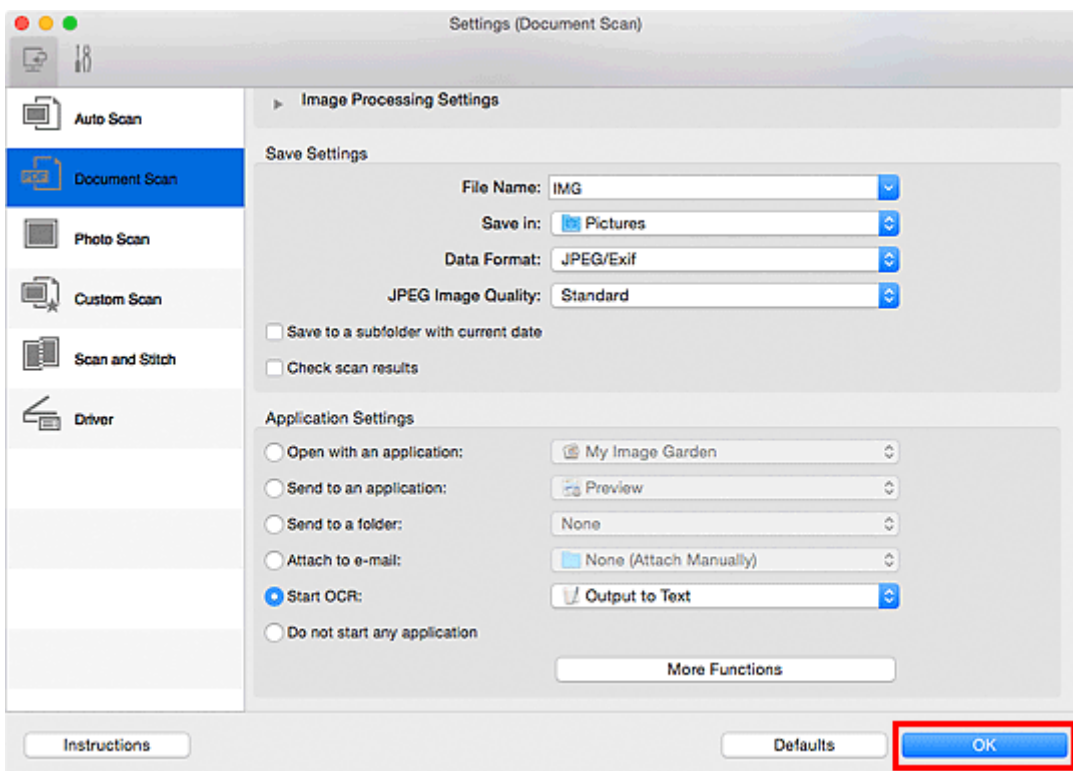 Settings (Document Scan)
Auto Scan
PDF
Document Scan
Photo Scan
Custom Scan
Scan and Stitch
Driver
Image Processing Settings
Save Settings
File Name: IMG
Save in: Pictures
Data Format: JPEG/Exif
JPEG Image Quality: Standard
Save to a subfolder with current date
Check scan results
Application Settings
Open with an application: My Image Garden
Send to an application: Preview
Send to a folder: None
Attach to e-mail: None (Attach Manually)
Start OCR: Output to Text
Do not start any application
More Functions
Instructions Defaults OK